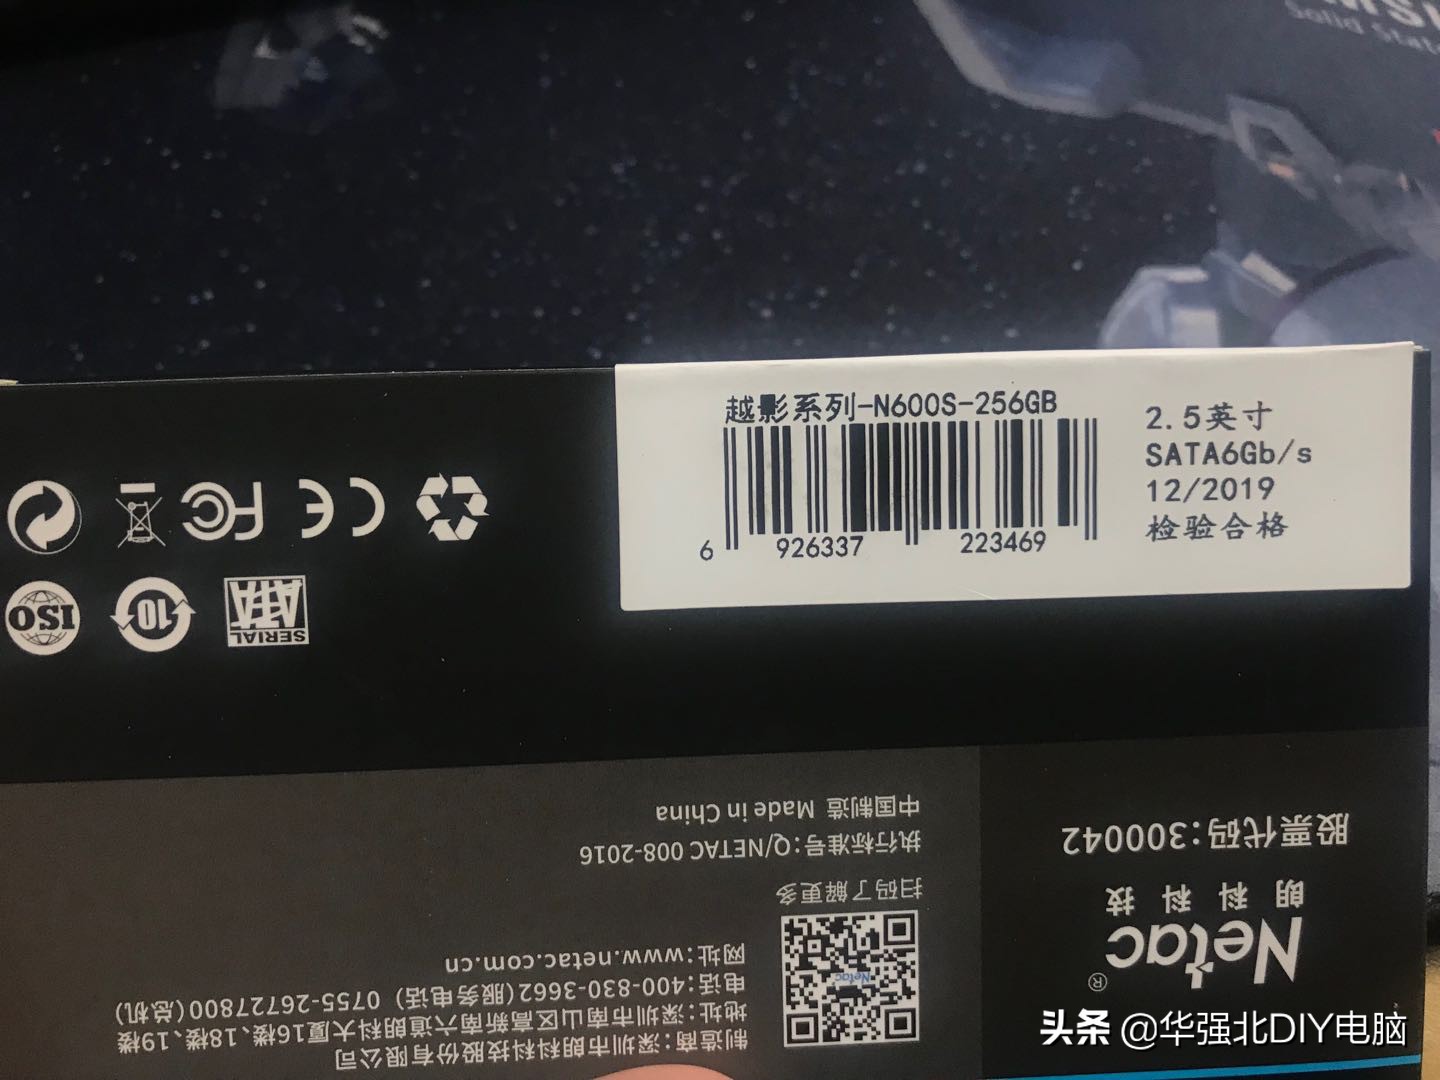 Solid State
越影系列-N600S-256GB
6 926337 223469
2.5英寸
SATA6Gb/s
12/2019
检验合格
CE
FC
ISO
10
SERIAL
ATA
股票代码:300042
朗科科技
Netac®
中国制造 Made in China
执行标准号:Q/NETAC 008-2016
扫码了解更多
Netac
网址:www.netac.com.cn
电话:400-830-3662(服务电话) 0755-26727800(总机)
地址:深圳市南山区高新南六道朗科大厦16楼、18楼、19楼
制造商:深圳市朗科科技股份有限公司
头条 @华强北DIY电脑